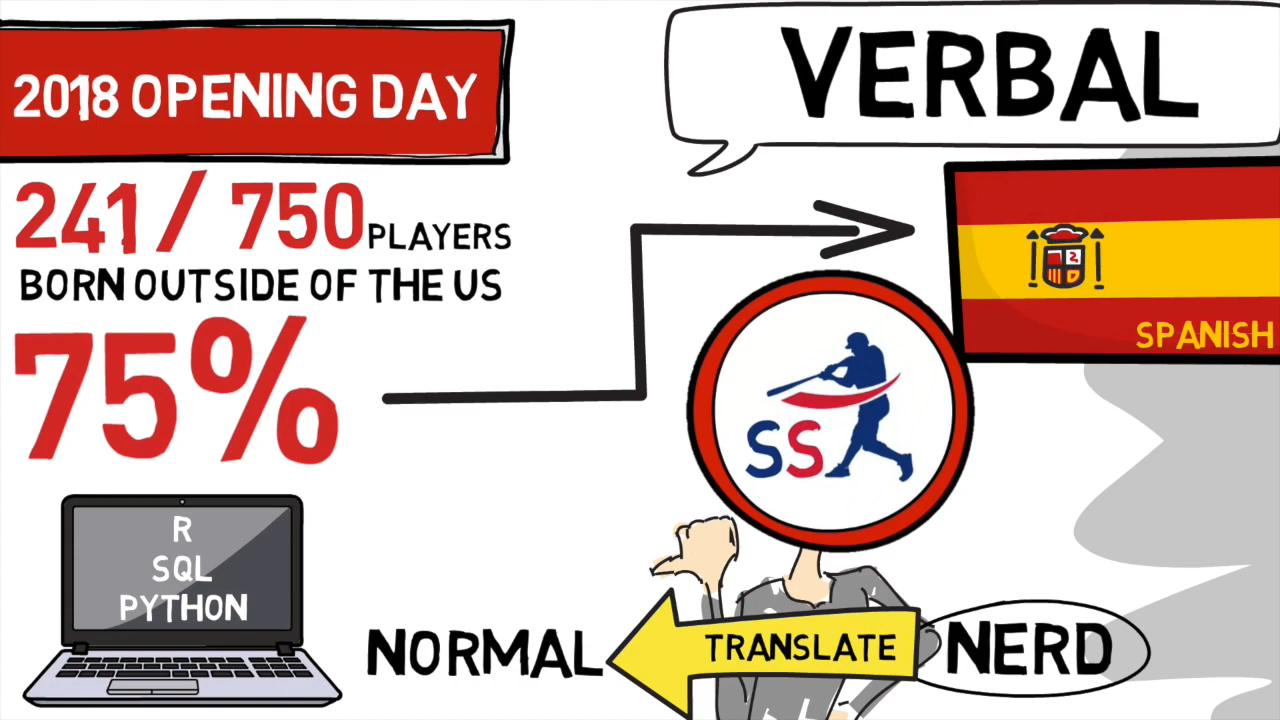 2018 OPENING DAY
241 / 750 PLAYERS
BORN OUTSIDE OF THE US
75%
VERBAL
SPANISH
SS
R
SQL
PYTHON
NORMAL TRANSLATE NERD